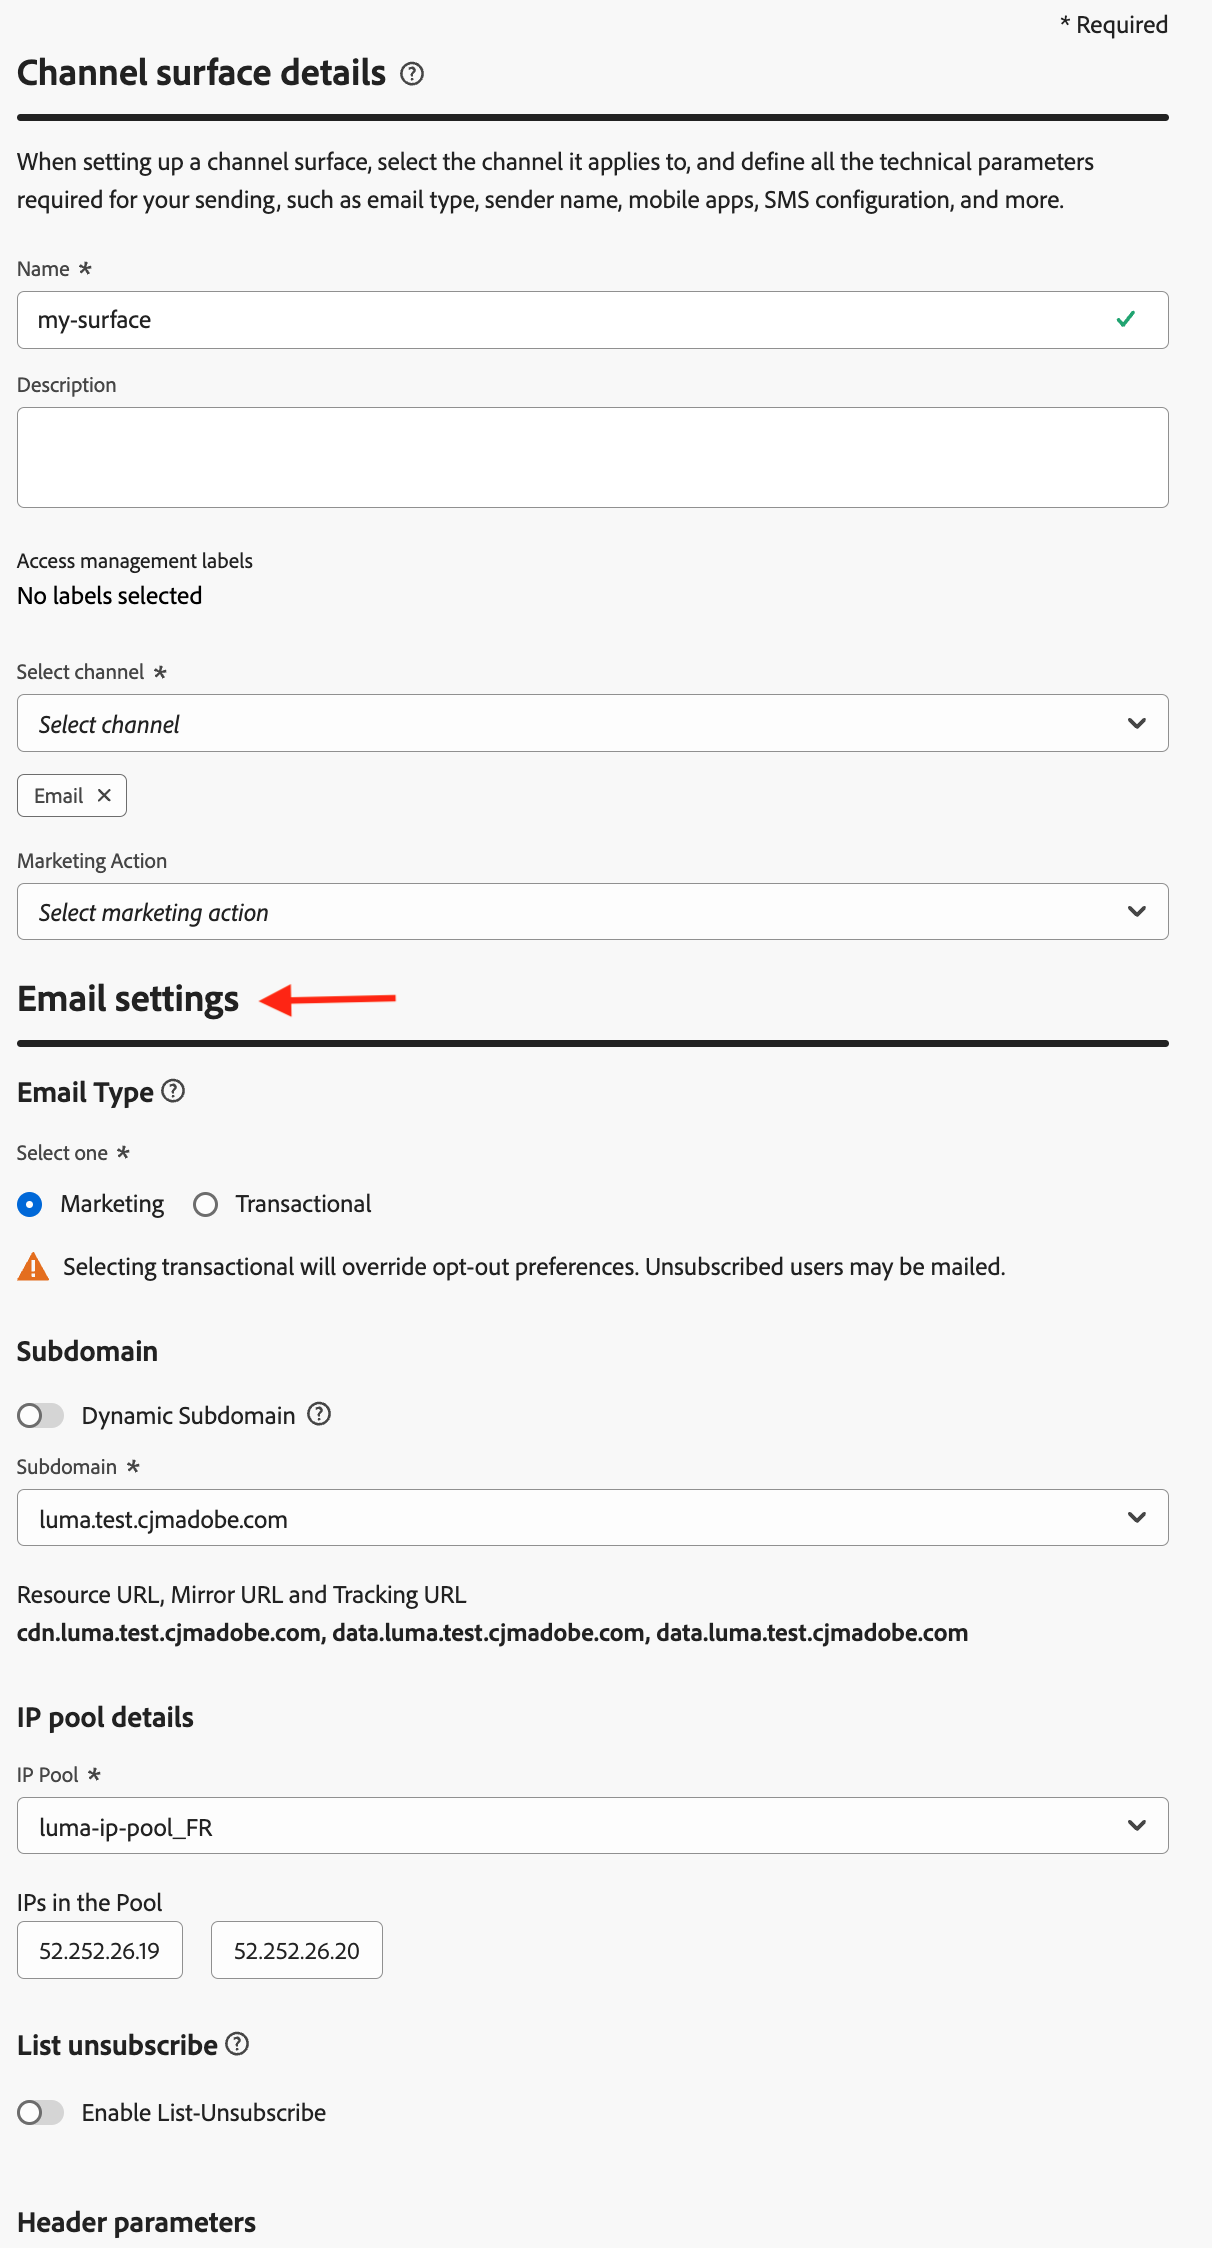 * Required
Channel surface details
When setting up a channel surface, select the channel it applies to, and define all the technical parameters
required for your sending, such as email type, sender name, mobile apps, SMS configuration, and more.
Name *
my-surface
Description
Access management labels
No labels selected
Select channel *
Select channel
Email
Marketing Action
Select marketing action
Email settings
Email Type
Select one *
Marketing Transactional
Selecting transactional will override opt-out preferences. Unsubscribed users may be mailed.
Subdomain
Dynamic Subdomain
Subdomain *
luma.test.cjmadobe.com
Resource URL, Mirror URL and Tracking URL
cdn.luma.test.cjmadobe.com, data.luma.test.cjmadobe.com, data.luma.test.cjmadobe.com
IP pool details
IP Pool *
luma-ip-pool_FR
IPs in the Pool
52.252.26.19 52.252.26.20
List unsubscribe
Enable List-Unsubscribe
Header parameters